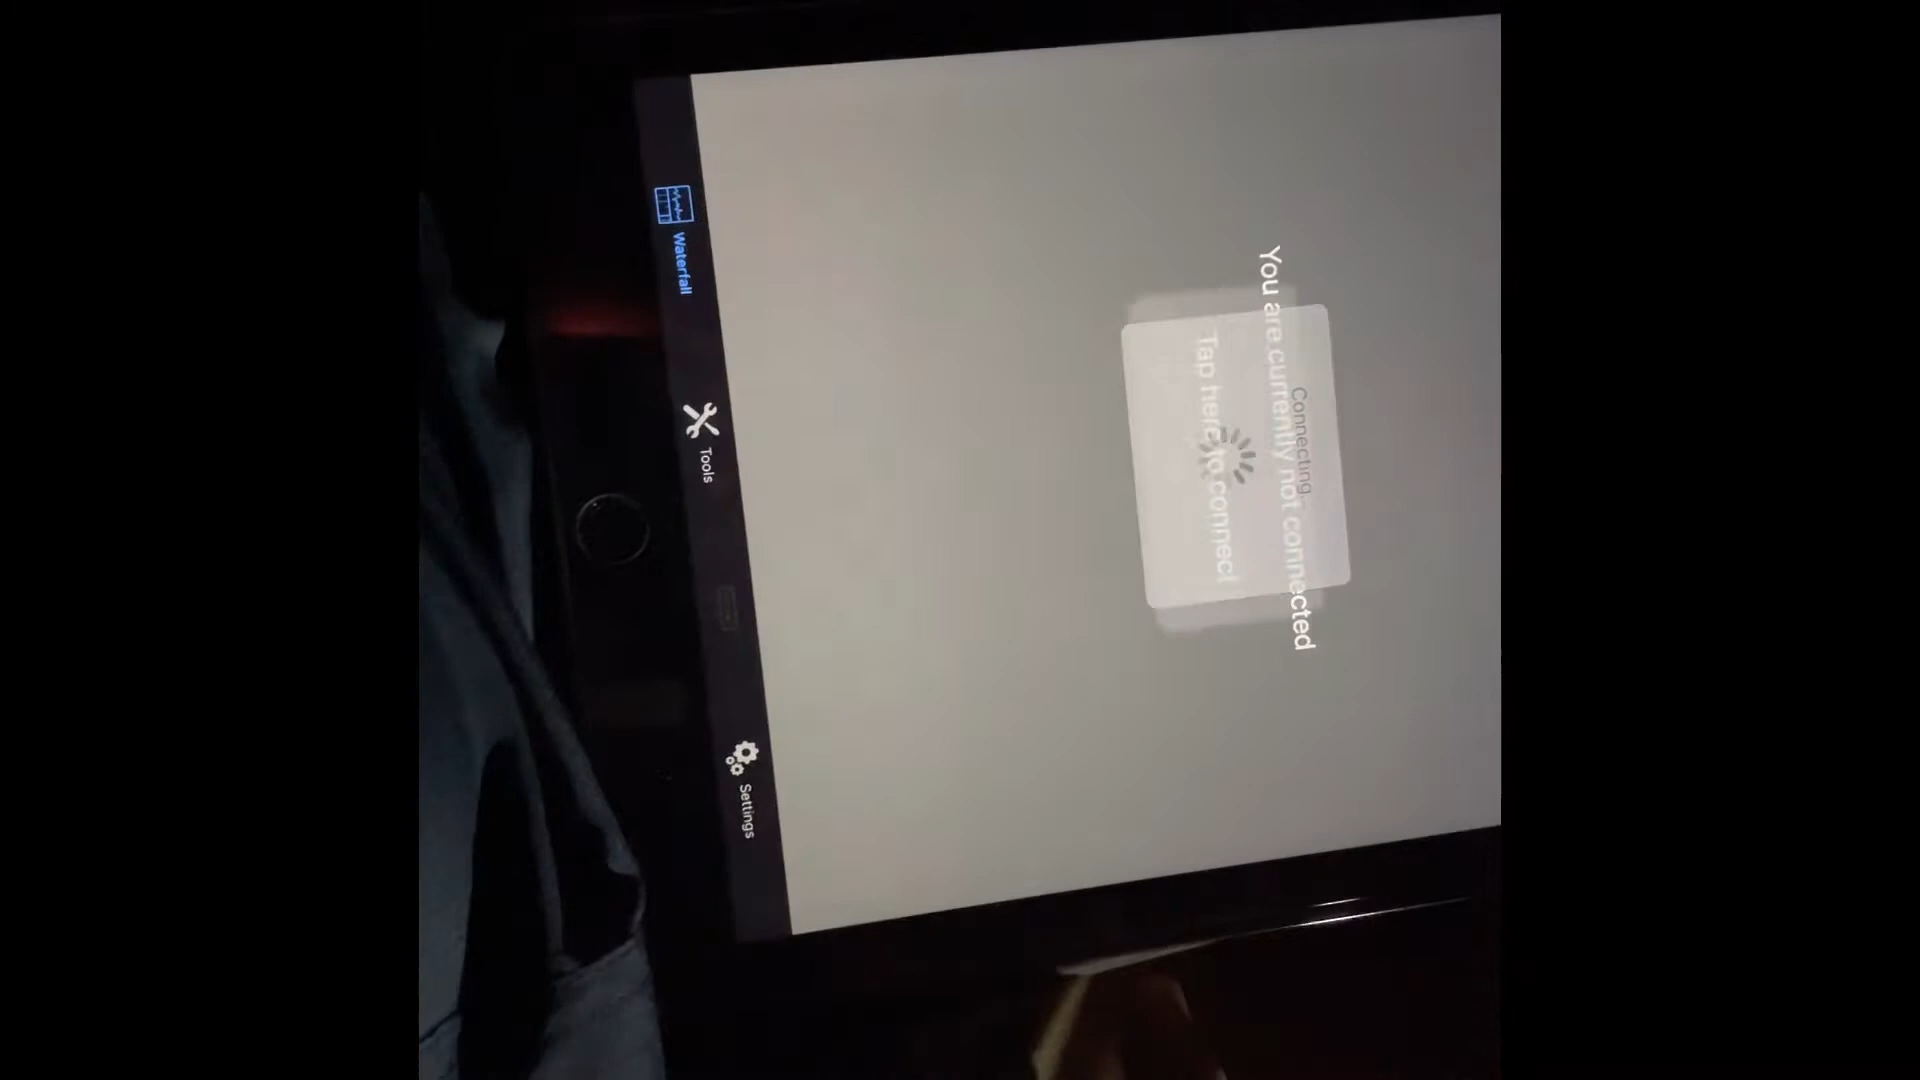 You are currently not connected
Connecting...
Tap here to connect
Waterfall
Tools
Settings